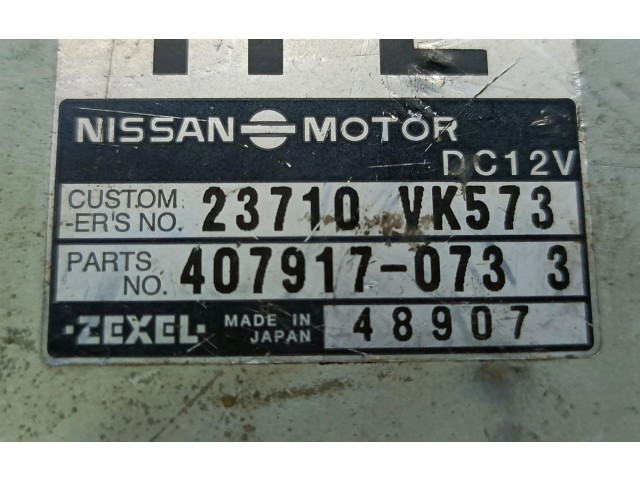 NISSAN MOTOR
DC12V
CUSTOM
-ER'S NO. 23710 VK573
PARTS
NO. 407917-073 3
·ZEXEL· MADE IN
JAPAN 48907